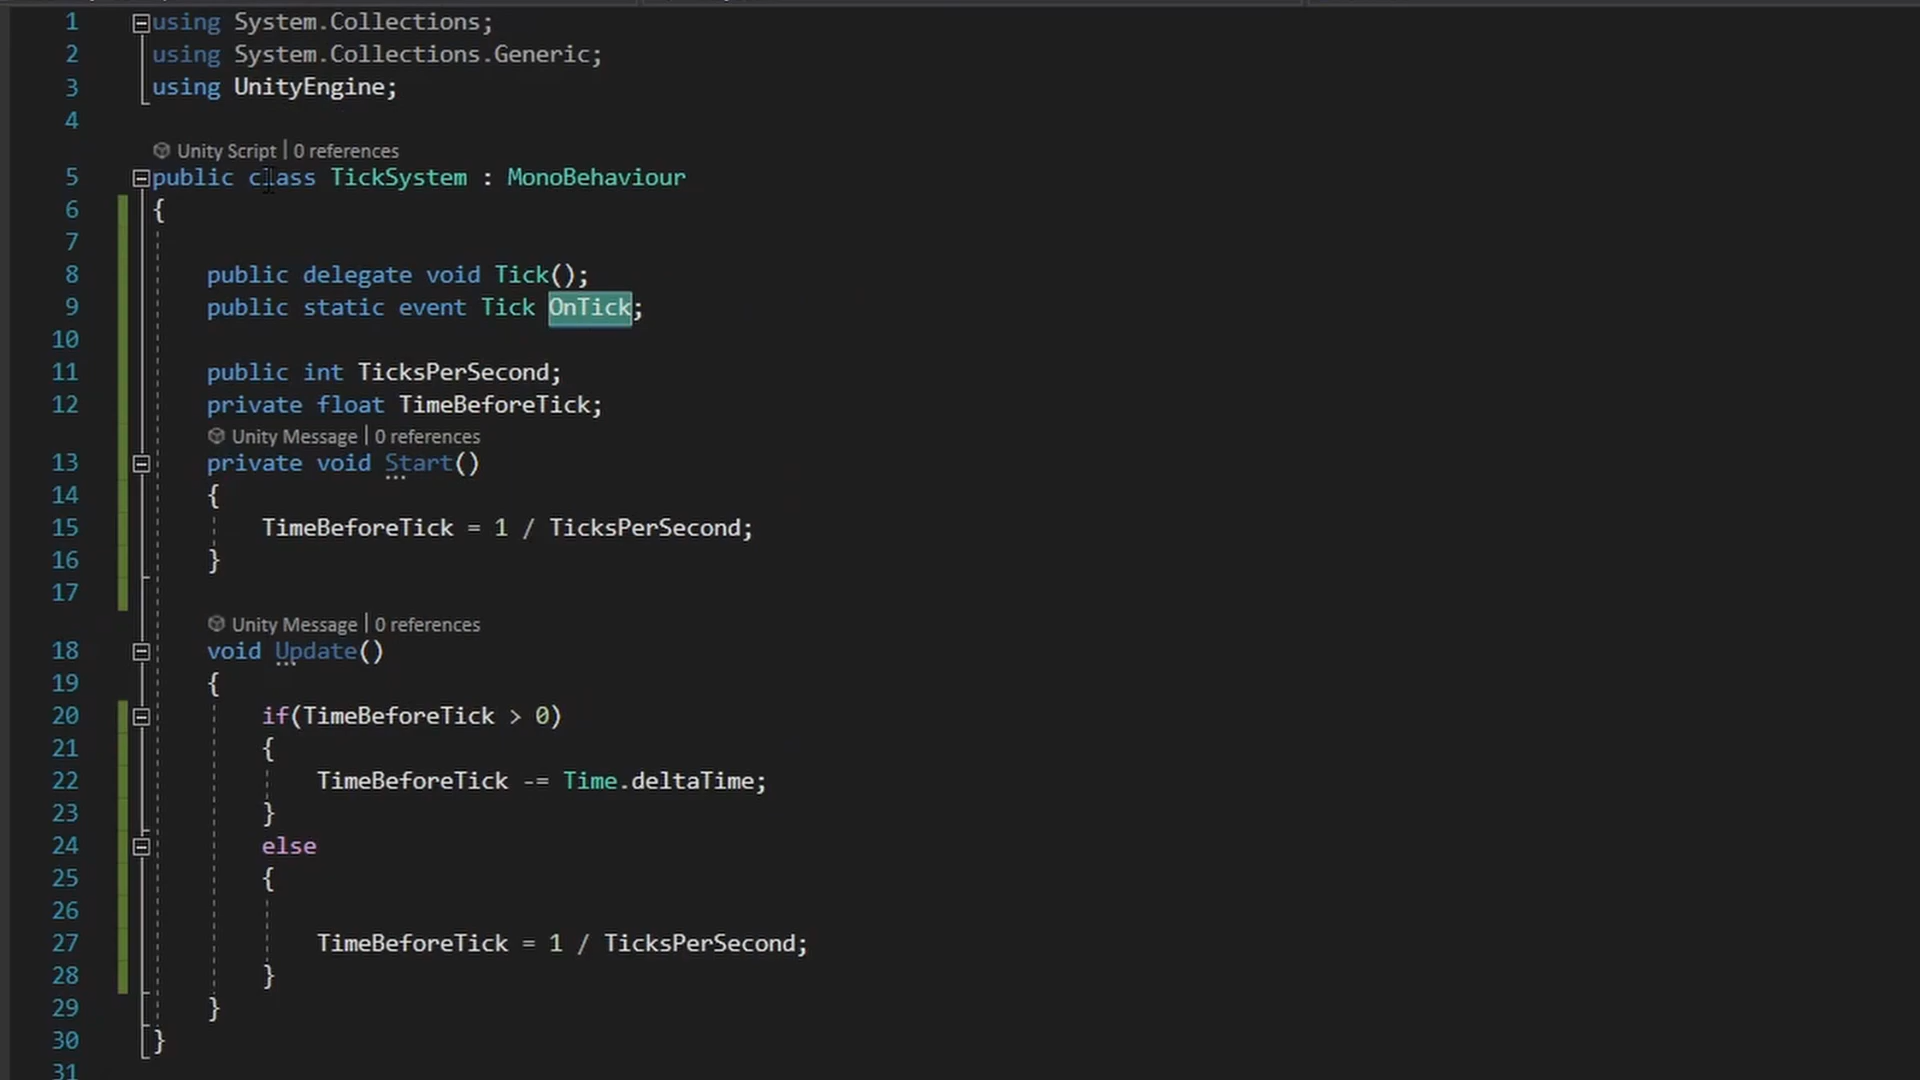 1 using System.Collections;
2 using System.Collections.Generic;
3 using UnityEngine;
4
Unity Script | 0 references
5 public class TickSystem : MonoBehaviour
6 {
7
8 public delegate void Tick();
9 public static event Tick OnTick;
10
11 public int TicksPerSecond;
12 private float TimeBeforeTick;
Unity Message | 0 references
13 private void Start()
14 {
15 TimeBeforeTick = 1 / TicksPerSecond;
16 }
17
Unity Message | 0 references
18 void Update()
19 {
20 if(TimeBeforeTick > 0)
21 {
22 TimeBeforeTick -= Time.deltaTime;
23 }
24 else
25 {
26
27 TimeBeforeTick = 1 / TicksPerSecond;
28 }
29 }
30 }
31